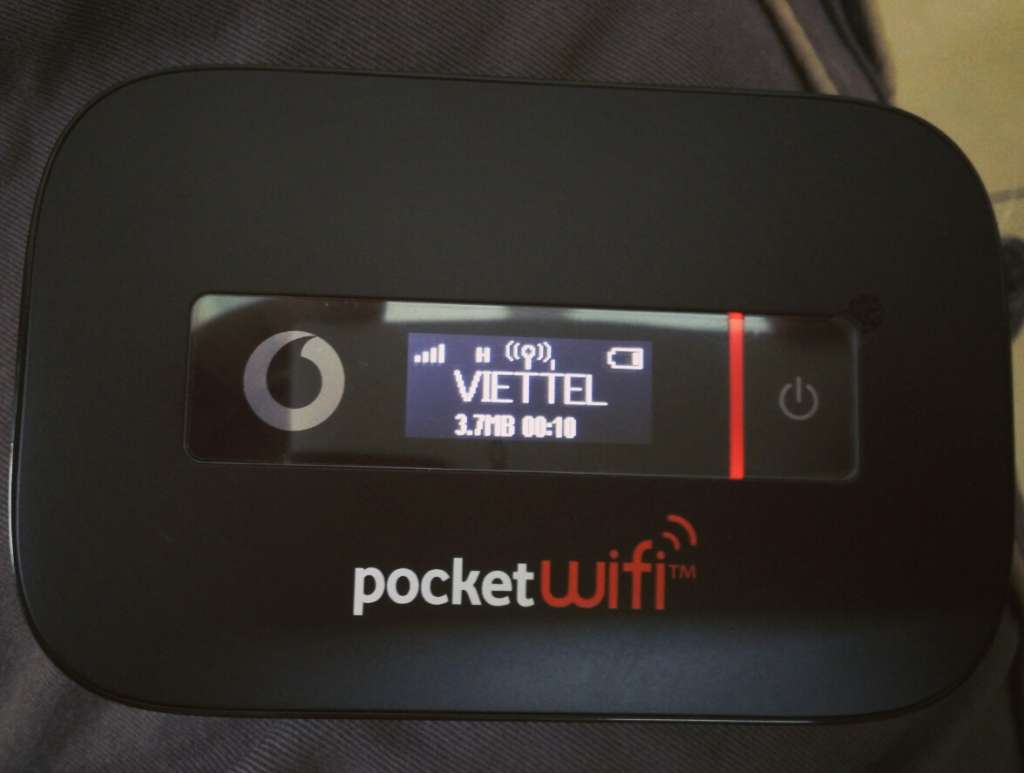 H
VIETTEL
3.7MB 00:10
pocketwifi™